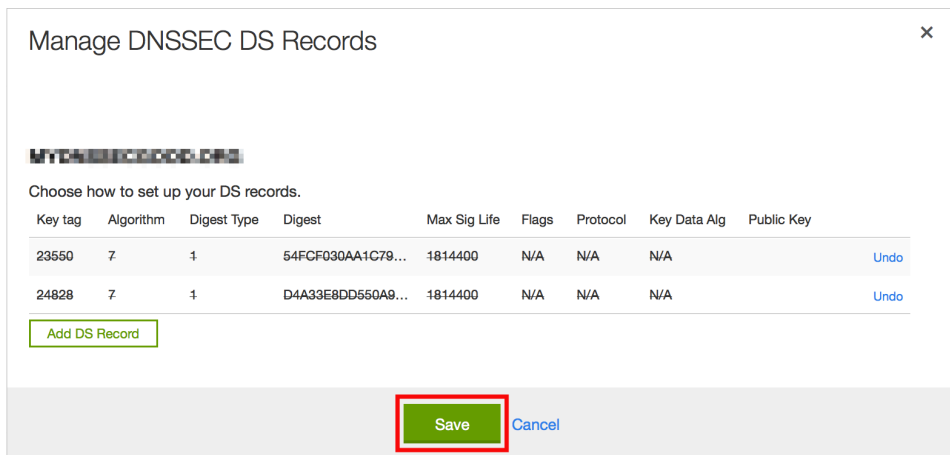 Manage DNSSEC DS Records
Choose how to set up your DS records.
Key tag Algorithm Digest Type Digest Max Sig Life Flags Protocol Key Data Alg Public Key
23550 7 1 54FCF030AA1C79... 1814400 N/A N/A N/A Undo
24828 7 1 D4A33E8DD550A9... 1814400 N/A N/A N/A Undo
Add DS Record
Save Cancel